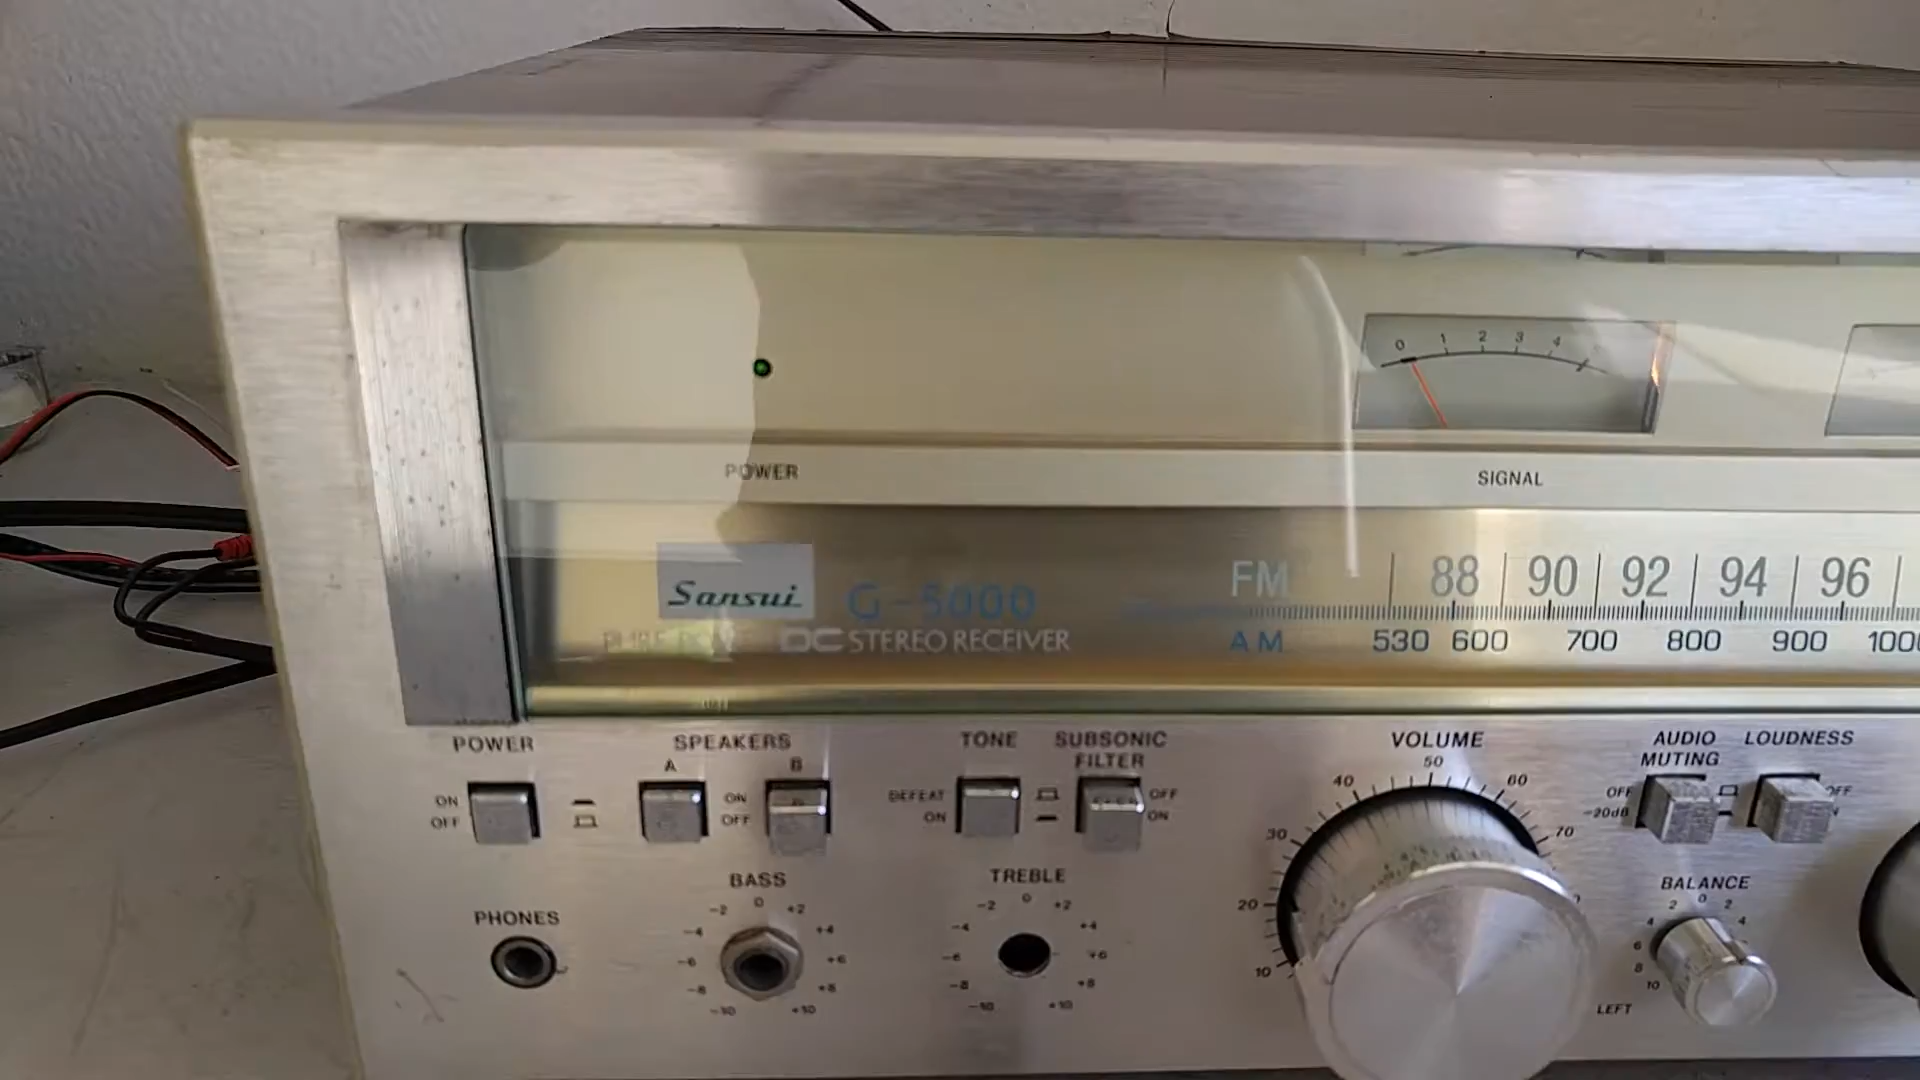 0 1 2 3 4
POWER
SIGNAL
Sansui
G-5000
PURE POWER DC STEREO RECEIVER
FM 88 90 92 94 96
AM 530 600 700 800 900 1000
POWER
ON
OFF
SPEAKERS
A B
ON
OFF
TONE
DEFEAT
ON
SUBSONIC
FILTER
OFF
ON
VOLUME
10 20 30 40 50 60 70
AUDIO
MUTING
OFF
-20dB
LOUDNESS
OFF
PHONES
BASS
-10 -8 -6 -4 -2 0 +2 +4 +6 +8 +10
TREBLE
-10 -8 -6 -4 -2 0 +2 +4 +6 +8 +10
BALANCE
10 8 6 4 2 0 2 4
LEFT